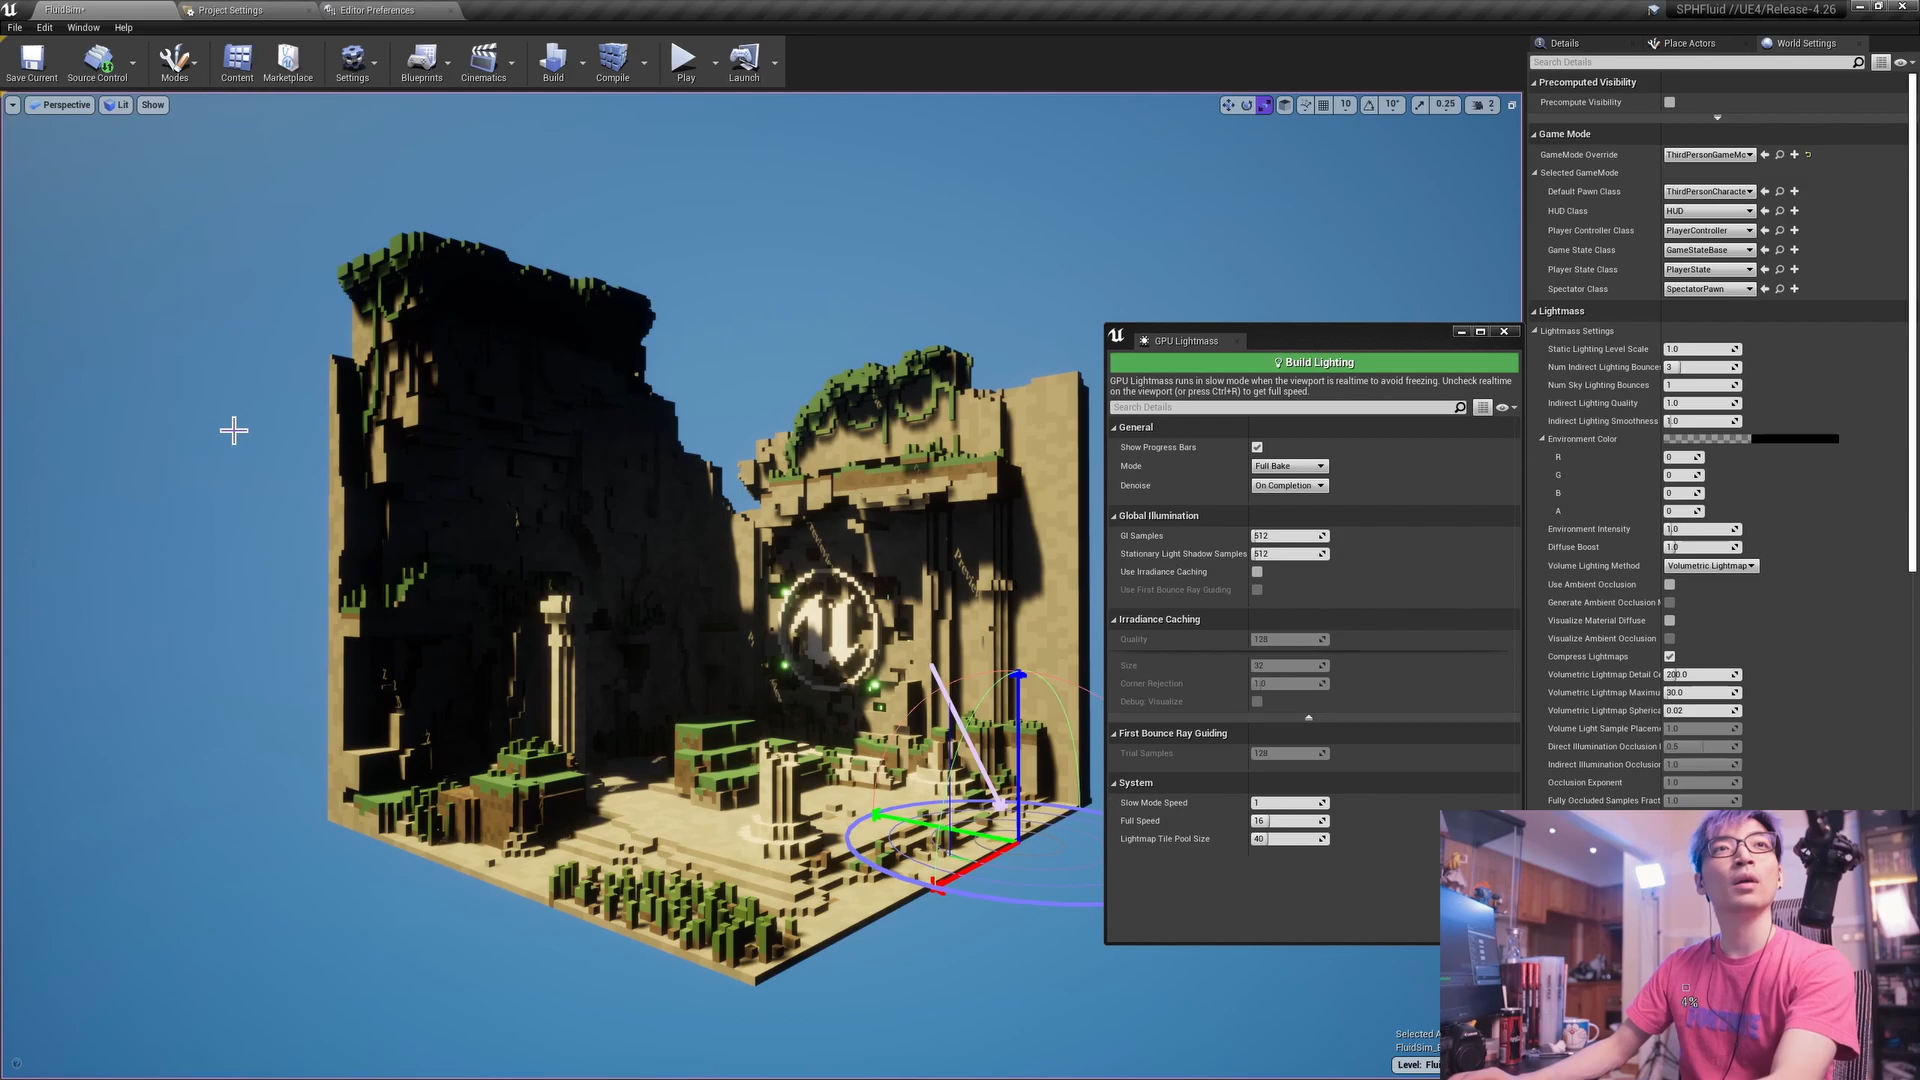 FluidSim*
Project Settings
Editor Preferences
SPHFluid //UE4/Release-4.26
File Edit Window Help
Save Current
Source Control
Modes
Content
Marketplace
Settings
Blueprints
Cinematics
Build
Compile
Play
Launch
Perspective Lit Show
10 10° 0.25 2
Details
Place Actors
World Settings
Search Details
Precomputed Visibility
Precompute Visibility
Game Mode
GameMode Override ThirdPersonGameMc
Selected GameMode
Default Pawn Class ThirdPersonCharacte
HUD Class HUD
Player Controller Class PlayerController
Game State Class GameStateBase
Player State Class PlayerState
Spectator Class SpectatorPawn
Lightmass
Lightmass Settings
Static Lighting Level Scale 1.0
Num Indirect Lighting Bounces 3
Num Sky Lighting Bounces 1
Indirect Lighting Quality 1.0
Indirect Lighting Smoothness 1.0
Environment Color
R 0
G 0
B 0
A 0
Environment Intensity 1.0
Diffuse Boost 1.0
Volume Lighting Method Volumetric Lightmap
Use Ambient Occlusion
Generate Ambient Occlusion M
Visualize Material Diffuse
Visualize Ambient Occlusion
Compress Lightmaps
Volumetric Lightmap Detail Ce 200.0
Volumetric Lightmap Maximu 30.0
Volumetric Lightmap Spherica 0.02
Volume Light Sample Placem 1.0
Direct Illumination Occlusion I 0.5
Indirect Illumination Occlusion 1.0
Occlusion Exponent 1.0
Fully Occluded Samples Fract 1.0
GPU Lightmass
Build Lighting
GPU Lightmass runs in slow mode when the viewport is realtime to avoid freezing. Uncheck realtime
on the viewport (or press Ctrl+R) to get full speed.
Search Details
General
Show Progress Bars
Mode Full Bake
Denoise On Completion
Global Illumination
GI Samples 512
Stationary Light Shadow Samples 512
Use Irradiance Caching
Use First Bounce Ray Guiding
Irradiance Caching
Quality 128
Size 32
Corner Rejection 1.0
Debug: Visualize
First Bounce Ray Guiding
Trial Samples 128
System
Slow Mode Speed 1
Full Speed 16
Lightmap Tile Pool Size 40
Preview
Preview
Selected A
FluidSim_
Level: Flui
4%